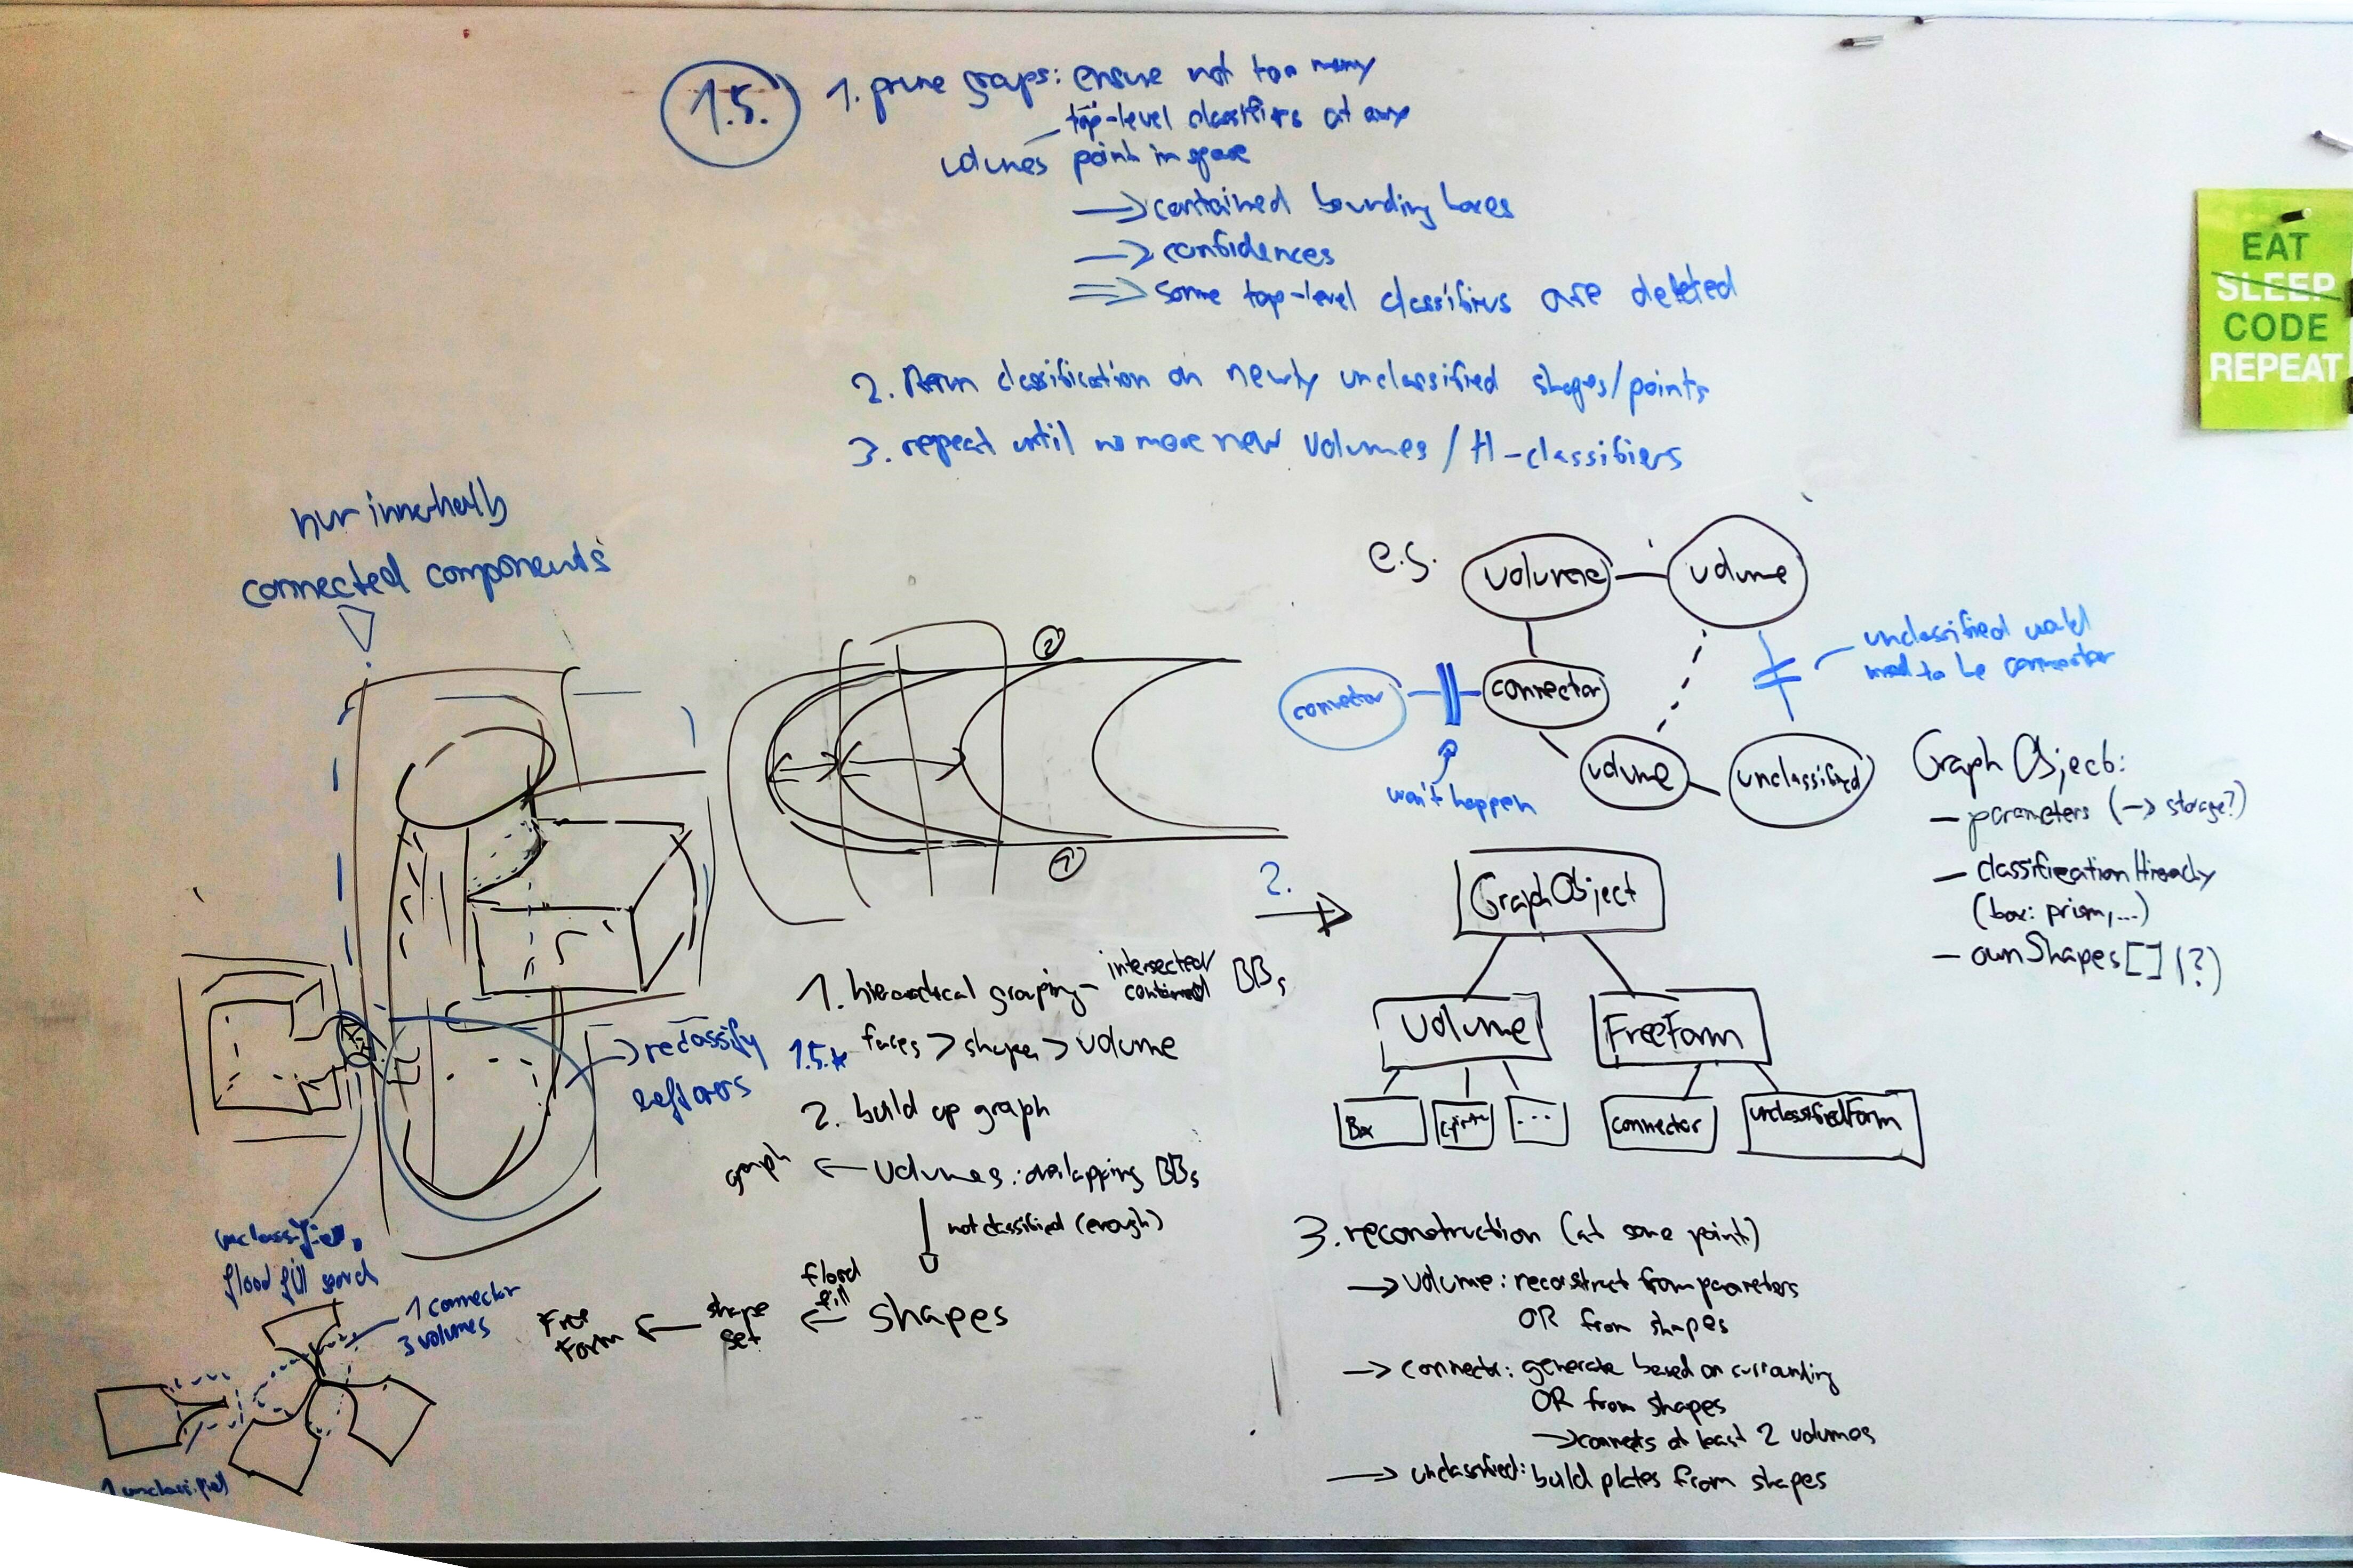 1.5.
1. prune groups: ensure not too many
top-level classifiers at any
volumes point in space
→ contained bounding boxes
→ confidences
⇒ Some top-level classifiers are deleted
2. Rerun classification on newly unclassified shapes/points
3. repeat until no more new volumes / H-classifiers
EAT
SLEEP
CODE
REPEAT
nur innerhalb
connected components
e.g.
volume
volume
connector
connector
volume
unclassified
won't happen
unclassified would
need to be connector
Graph Object:
- parameters (→ storage?)
- classificationHierachy
(box: prism, ...)
- ownShapes[] (?)
2
1
2.
GraphObject
Volume
FreeForm
Box
...
connector
unclassifiedForm
→ reclassify
leftovers
1. hierarchical grouping - intersected/
contained BBs
1.5.* faces > shapes > volume
2. build up graph
graph ← volumes: overlapping BBs
not classified (enough)
Free
Form ← shape
set ← flood
fill shapes
unclassified,
flood fill search
1 connector
3 volumes
1 unclassified
3. reconstruction (at some point)
→ volume: reconstruct from parameters
OR from shapes
→ connector: generate based on surrounding
OR from shapes
→ connects at least 2 volumes
→ unclassified: build plates from shapes